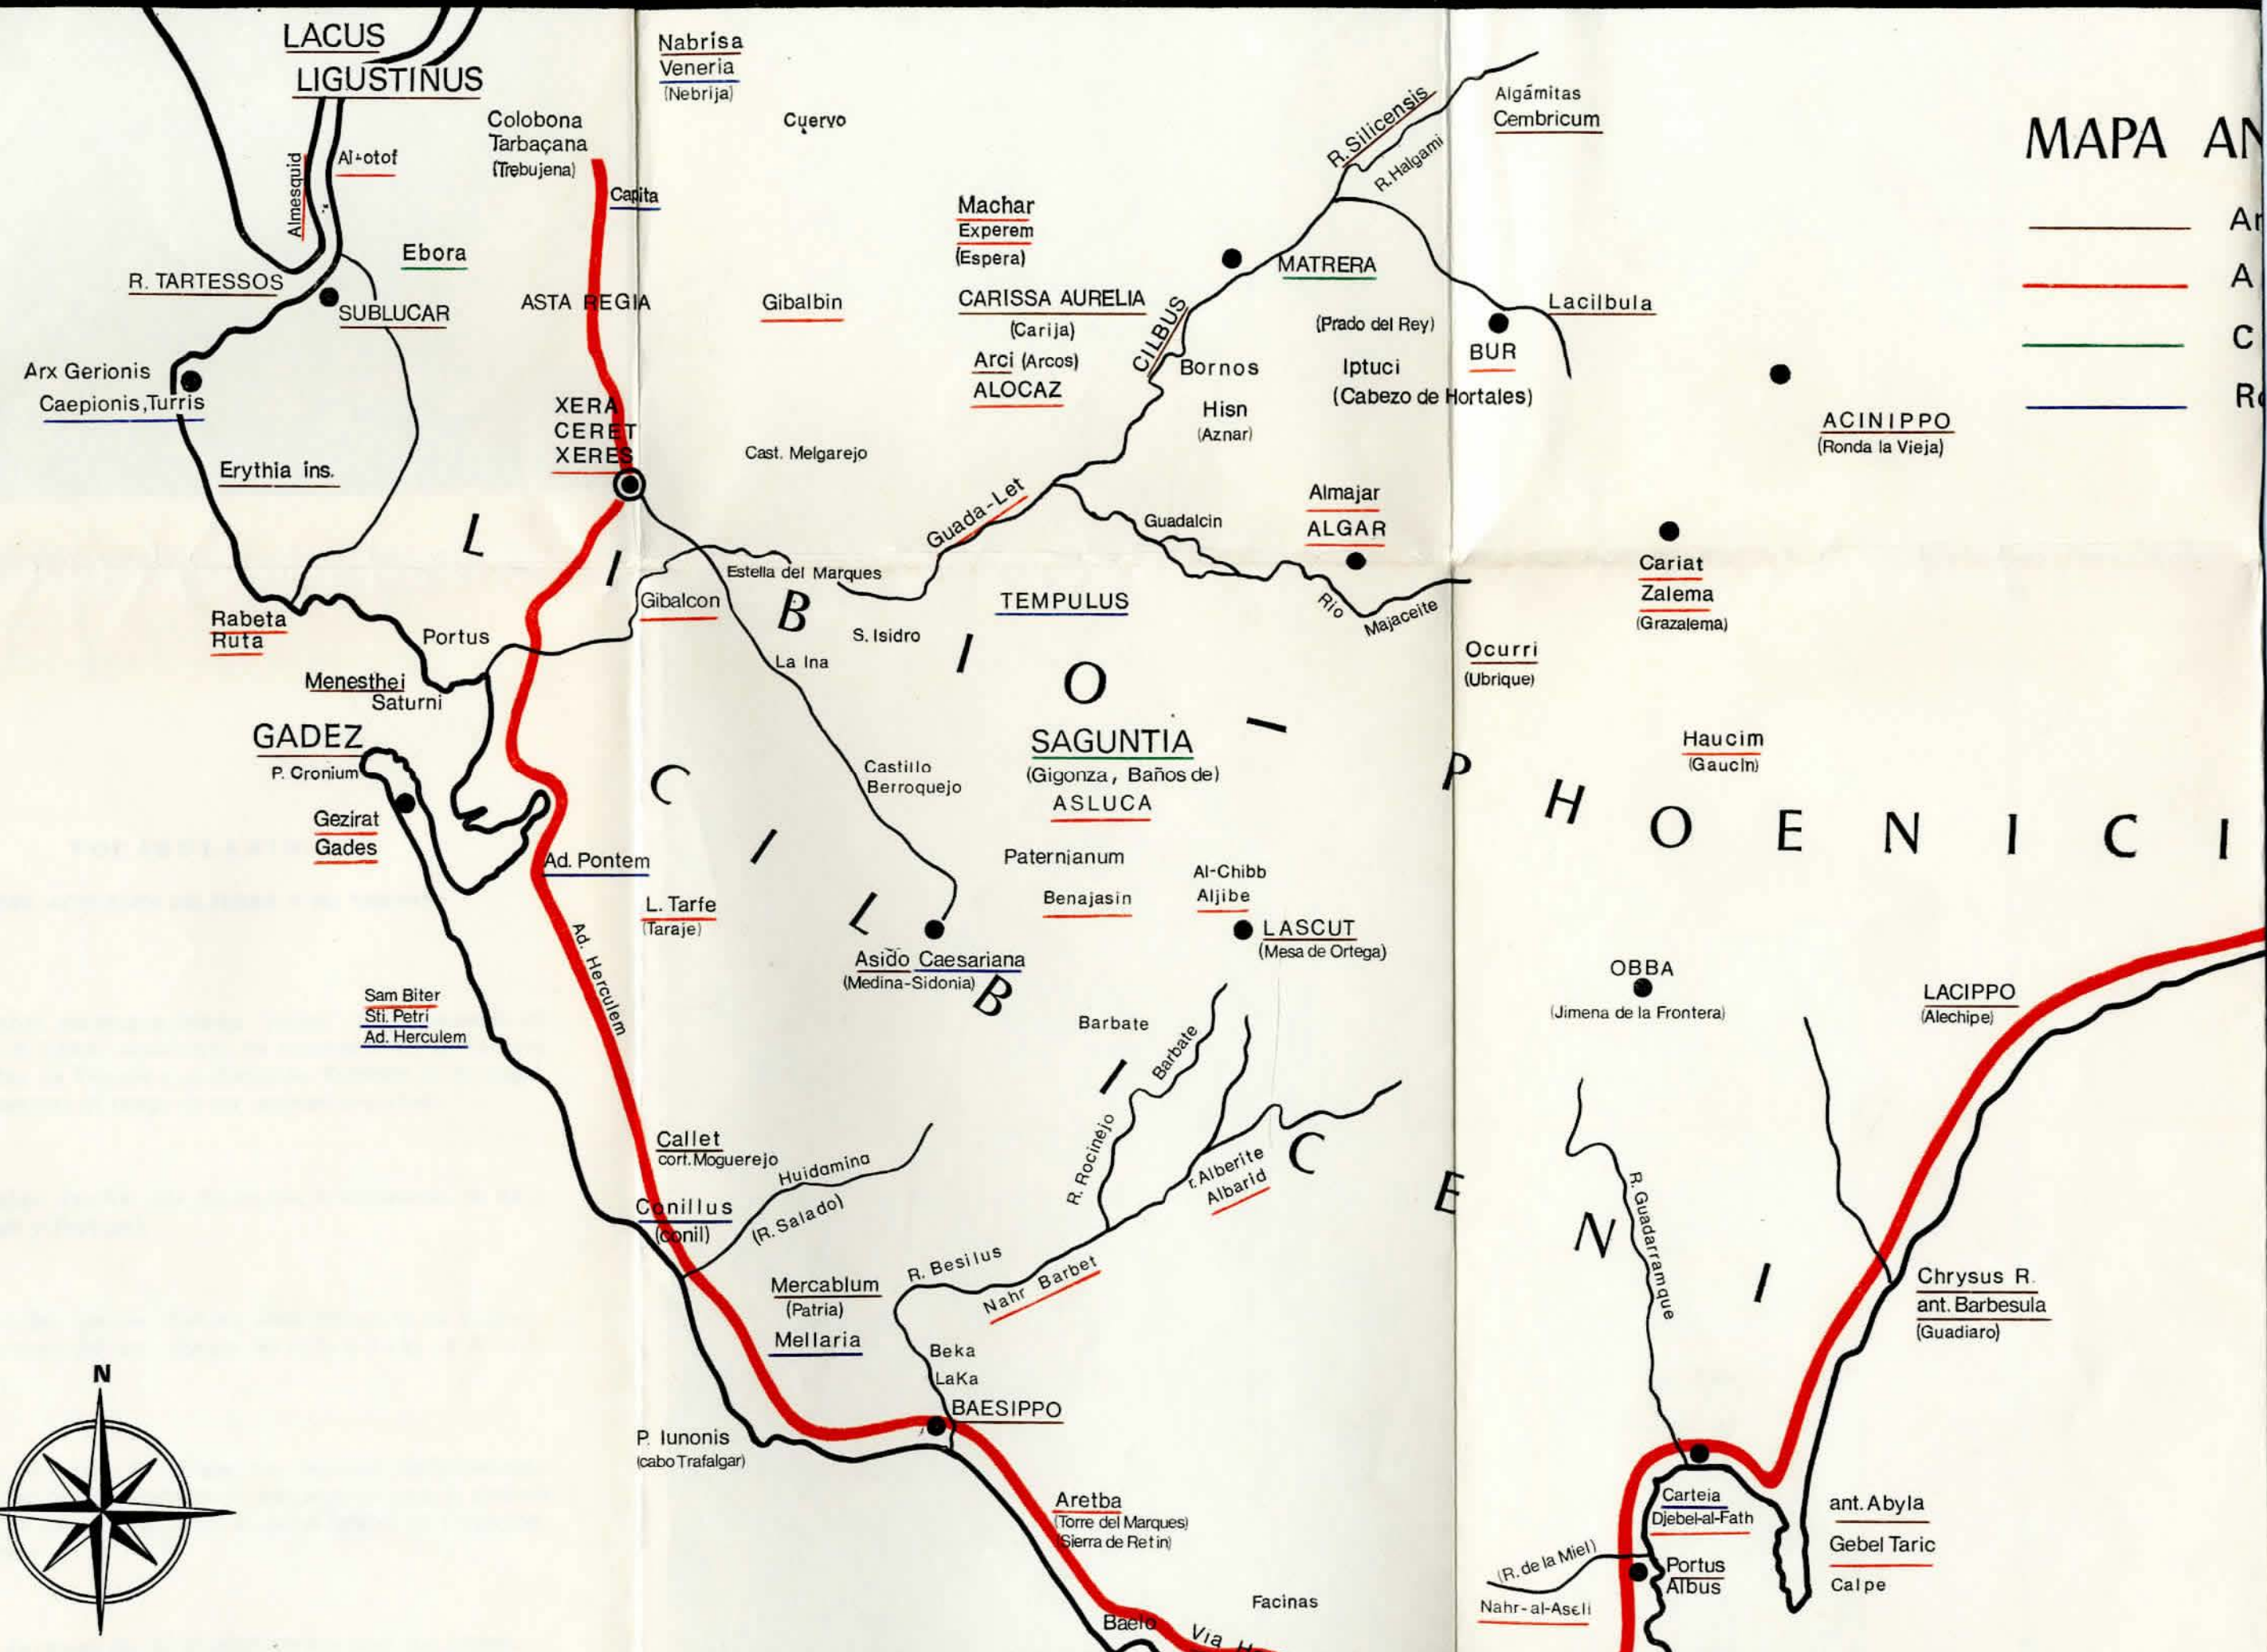 LACUS
LIGUSTINUS
Almesquid
Al-otof
Colobona
Tarbaçana
(Trebujena)
Capita
Nabrisa
Veneria
(Nebrija)
Cuervo
R. Silicensis
R. Halgami
Algámitas
Cembricum
MAPA
Ebora
R. TARTESSOS
SUBLUCAR
ASTA REGIA
Gibalbin
Machar
Experem
(Espera)
CARISSA AURELIA
(Carija)
Arci (Arcos)
ALOCAZ
MATRERA
CILBUS
Bornos
Hisn
(Aznar)
(Prado del Rey)
Iptuci
(Cabezo de Hortales)
BUR
Lacilbula
ACINIPPO
(Ronda la Vieja)
Arx Gerionis
Caepionis, Turris
Erythia ins.
XERA
CERET
XERES
Cast. Melgarejo
Guada-Let
Guadalcin
Almajar
ALGAR
Rio
Majaceite
Cariat
Zalema
(Grazalema)
Estella del Marques
Gibalcon
TEMPULUS
S. Isidro
La Ina
Rabeta
Ruta
Portus
Menesthei
Saturni
Ocurri
(Ubrique)
GADEZ
P. Cronium
Gezirat
Gades
Castillo
Berroquejo
SAGUNTIA
(Gigonza, Baños de)
ASLUCA
Haucim
(Gaucín)
L I B I O - P H O E N I C I
Ad. Pontem
L. Tarfe
(Taraje)
Paternianum
Benajasin
Al-Chibb
Aljibe
LASCUT
(Mesa de Ortega)
Asido Caesariana
(Medina-Sidonia)
C I L B I C E N I
Ad. Herculem
OBBA
(Jimena de la Frontera)
LACIPPO
(Alechipe)
Sam Biter
Sti. Petri
Ad. Herculem
Barbate
Barbate
R. Rocinejo
Callet
cort. Moguerejo
Huidamina
(R. Salado)
Conillus
(Conil)
r. Alberite
Albarid
R. Besilus
Nahr Barbet
R. Guadarramque
Mercablum
(Patria)
Mellaria
Beka
LaKa
BAESIPPO
Chrysus R.
ant. Barbesula
(Guadiaro)
N
P. Iunonis
(cabo Trafalgar)
Aretba
(Torre del Marques)
(Sierra de Retin)
Carteia
Djebel-al-Fath
ant. Abyla
Gebel Taric
Calpe
(R. de la Miel)
Portus
Albus
Nahr-al-Aseli
Facinas
Baelo
Via